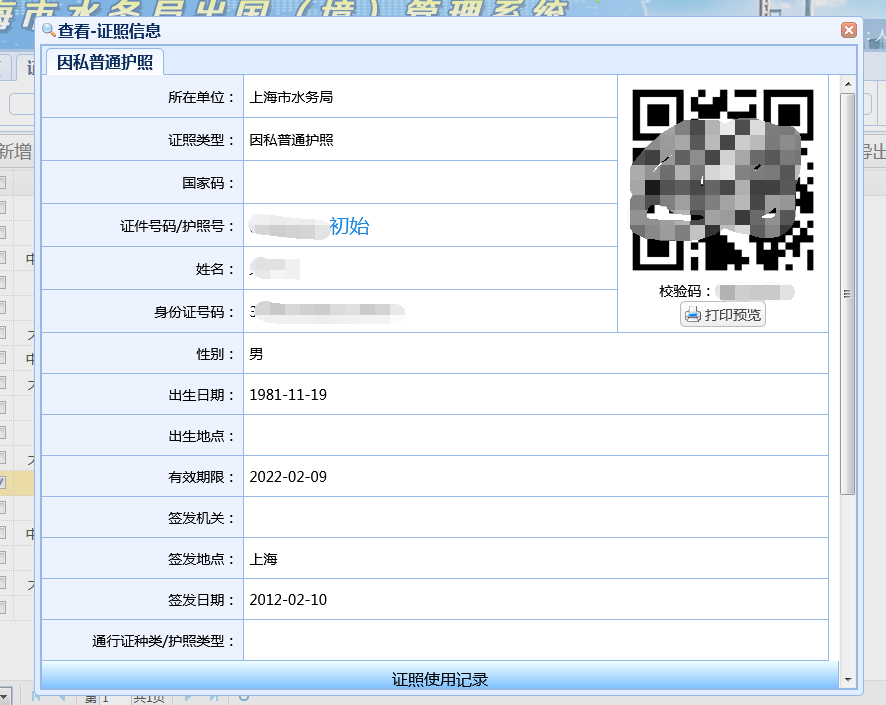 海市水务局出国（境）管理系统
查看-证照信息
因私普通护照
所在单位： 上海市水务局
证照类型： 因私普通护照
国家码：
证件号码/护照号： 初始
姓名：
身份证号码： 3
校验码：
打印预览
性别： 男
出生日期： 1981-11-19
出生地点：
有效期限： 2022-02-09
签发机关：
签发地点： 上海
签发日期： 2012-02-10
通行证种类/护照类型：
证照使用记录
新增
导出
第 1 共1页